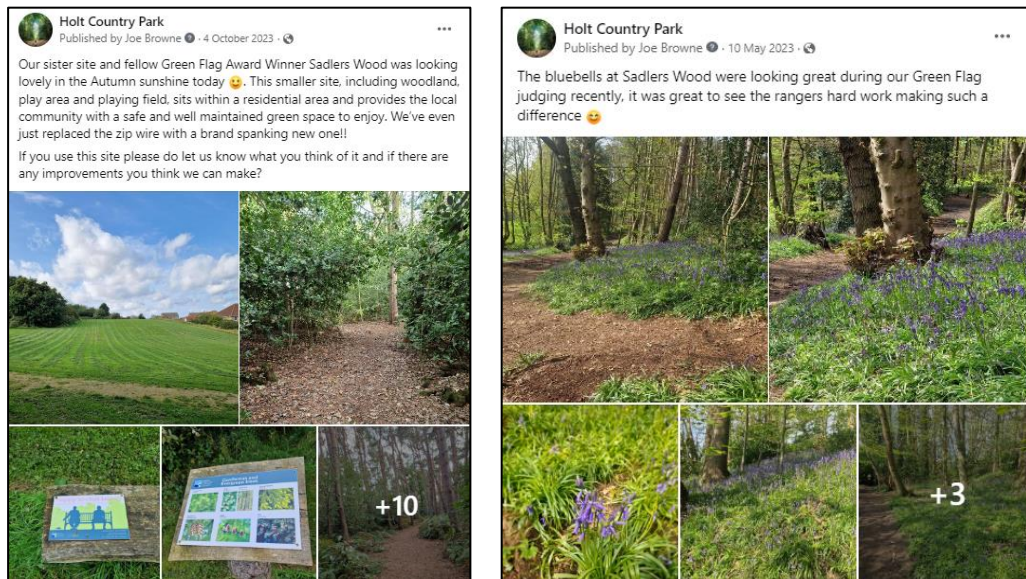 Holt Country Park
Published by Joe Browne · 4 October 2023 ·
Our sister site and fellow Green Flag Award Winner Sadlers Wood was looking
lovely in the Autumn sunshine today 😉. This smaller site, including woodland,
play area and playing field, sits within a residential area and provides the local
community with a safe and well maintained green space to enjoy. We've even
just replaced the zip wire with a brand spanking new one!!
If you use this site please do let us know what you think of it and if there are
any improvements you think we can make?
+10
Holt Country Park
Published by Joe Browne · 10 May 2023 ·
The bluebells at Sadlers Wood were looking great during our Green Flag
judging recently, it was great to see the rangers hard work making such a
difference 😊
+3